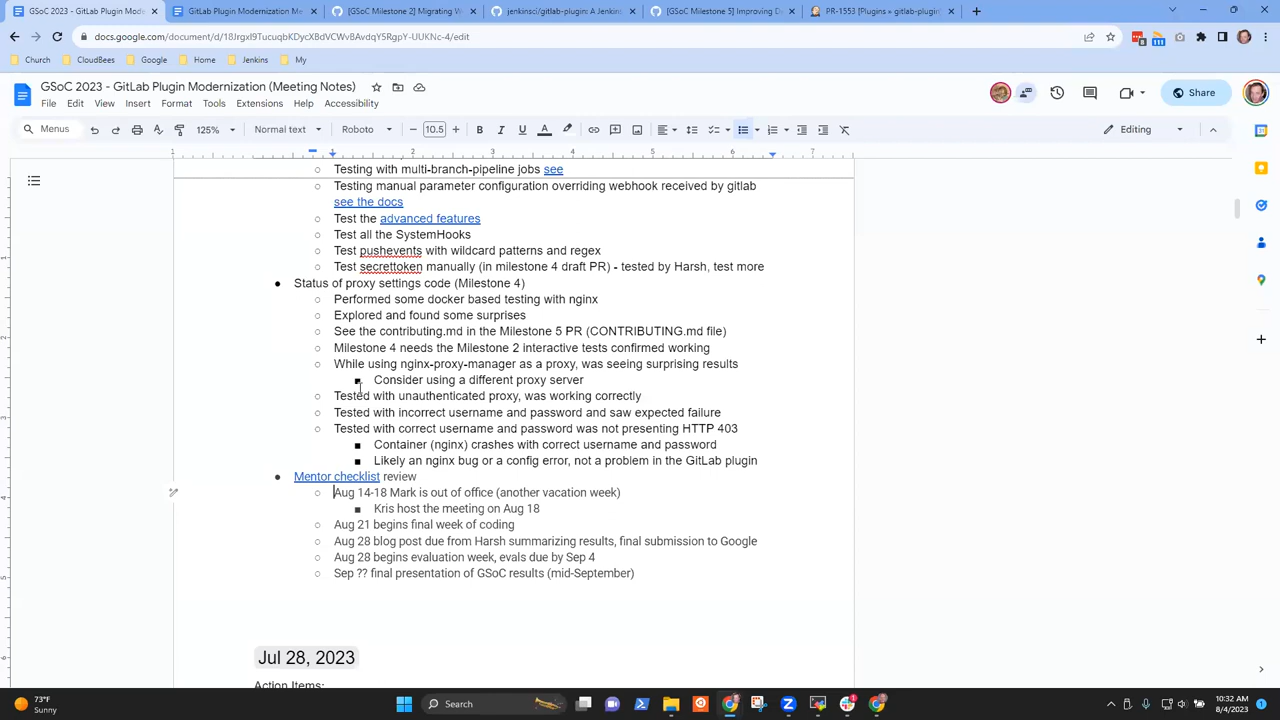 GSoC 2023 - GitLab Plugin Mode
GitLab Plugin Modernization Me
[GSoC Milestone 2] Migrating W
jenkinsci/gitlab-plugin: A Jenkin
[GSoC Milestone 5] Improving D
PR-1553 [Plugins » gitlab-plugin
docs.google.com/document/d/18Jrgxl9TucuqbKDycXBdVCWvBAvdqY5RgpY-UUKNc-4/edit
Church
CloudBees
Google
Home
Jenkins
My
GSoC 2023 - GitLab Plugin Modernization (Meeting Notes)
File Edit View Insert Format Tools Extensions Help Accessibility
Share
Menus
125%
Normal text
Roboto
10.5
Editing
1 1 2 3 4 5 6 7
Testing with multi-branch-pipeline jobs see
Testing manual parameter configuration overriding webhook received by gitlab
see the docs
Test the advanced features
Test all the SystemHooks
Test pushevents with wildcard patterns and regex
Test secrettoken manually (in milestone 4 draft PR) - tested by Harsh, test more
Status of proxy settings code (Milestone 4)
Performed some docker based testing with nginx
Explored and found some surprises
See the contributing.md in the Milestone 5 PR (CONTRIBUTING.md file)
Milestone 4 needs the Milestone 2 interactive tests confirmed working
While using nginx-proxy-manager as a proxy, was seeing surprising results
Consider using a different proxy server
Tested with unauthenticated proxy, was working correctly
Tested with incorrect username and password and saw expected failure
Tested with correct username and password was not presenting HTTP 403
Container (nginx) crashes with correct username and password
Likely an nginx bug or a config error, not a problem in the GitLab plugin
Mentor checklist review
Aug 14-18 Mark is out of office (another vacation week)
Kris host the meeting on Aug 18
Aug 21 begins final week of coding
Aug 28 blog post due from Harsh summarizing results, final submission to Google
Aug 28 begins evaluation week, evals due by Sep 4
Sep ?? final presentation of GSoC results (mid-September)
Jul 28, 2023
Action Items:
73°F
Sunny
Search
10:32 AM
8/4/2023